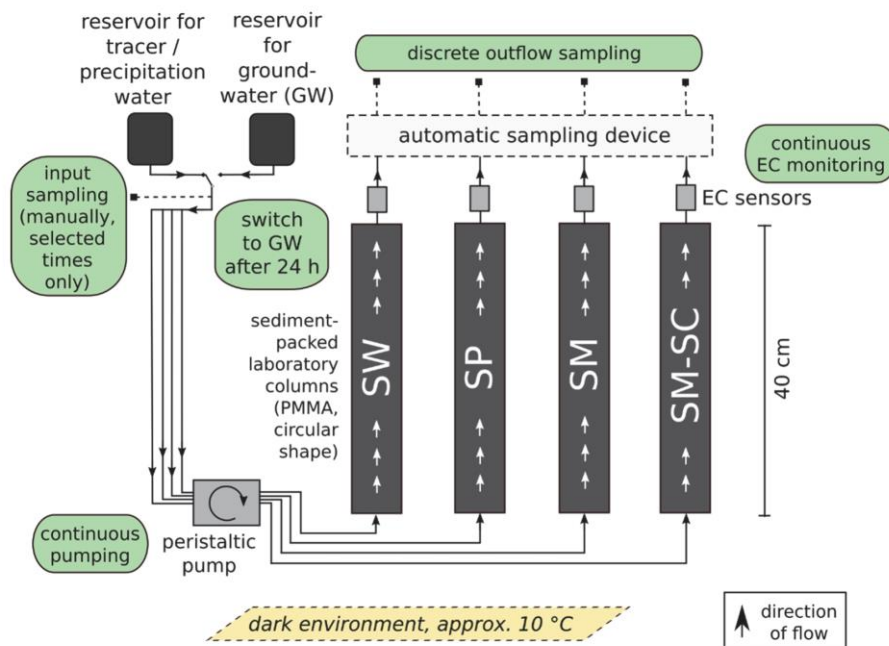 reservoir for
tracer /
precipitation
water
reservoir
for
ground-
water (GW)
discrete outflow sampling
automatic sampling device
continuous
EC monitoring
EC sensors
input
sampling
(manually,
selected
times
only)
switch
to GW
after 24 h
sediment-
packed
laboratory
columns
(PMMA,
circular
shape)
SW
SP
SM
SM-SC
40 cm
continuous
pumping
peristaltic
pump
dark environment, approx. 10 °C
direction
of flow